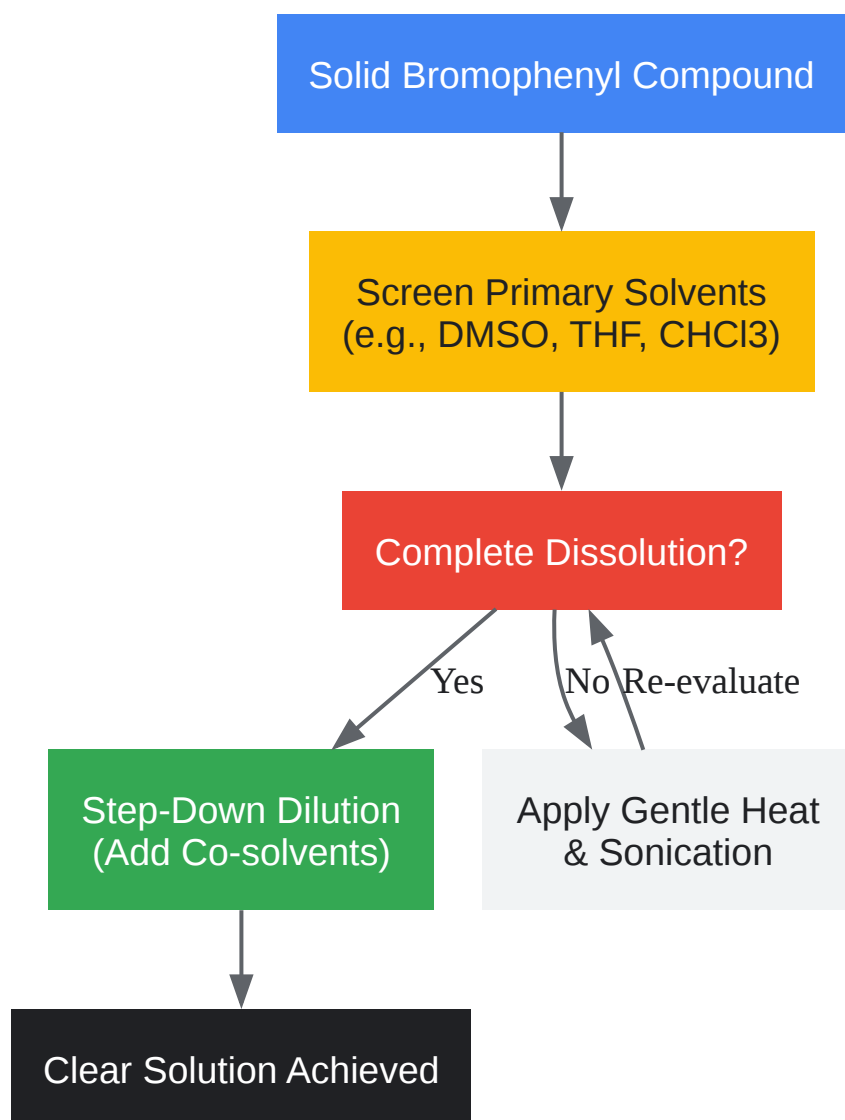 Solid Bromophenyl Compound
Screen Primary Solvents
(e.g., DMSO, THF, CHCl3)
Complete Dissolution?
Yes
No
Re-evaluate
Step-Down Dilution
(Add Co-solvents)
Apply Gentle Heat
& Sonication
Clear Solution Achieved